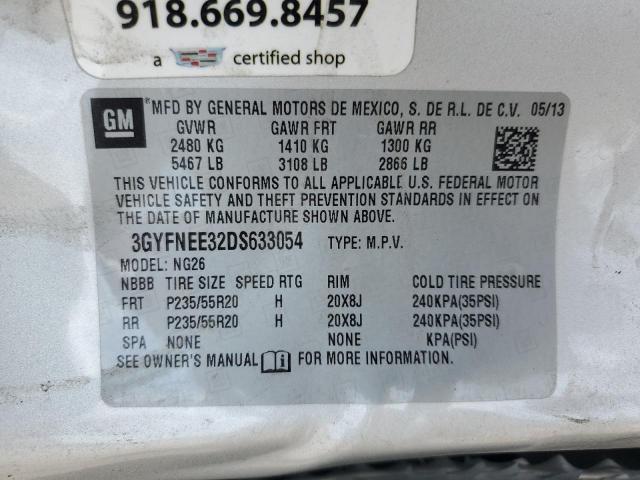 918.669.8457
a certified shop
GM ® MFD BY GENERAL MOTORS DE MEXICO, S. DE R.L. DE C.V. 05/13
GVWR GAWR FRT GAWR RR
2480 KG 1410 KG 1300 KG
5467 LB 3108 LB 2866 LB
THIS VEHICLE CONFORMS TO ALL APPLICABLE U.S. FEDERAL MOTOR
VEHICLE SAFETY AND THEFT PREVENTION STANDARDS IN EFFECT ON
THE DATE OF MANUFACTURE SHOWN ABOVE.
3GYFNEE32DS633054 TYPE: M.P.V.
MODEL: NG26
NBBB TIRE SIZE SPEED RTG RIM COLD TIRE PRESSURE
FRT P235/55R20 H 20X8J 240KPA(35PSI)
RR P235/55R20 H 20X8J 240KPA(35PSI)
SPA NONE NONE KPA(PSI)
SEE OWNER'S MANUAL i FOR MORE INFORMATION.